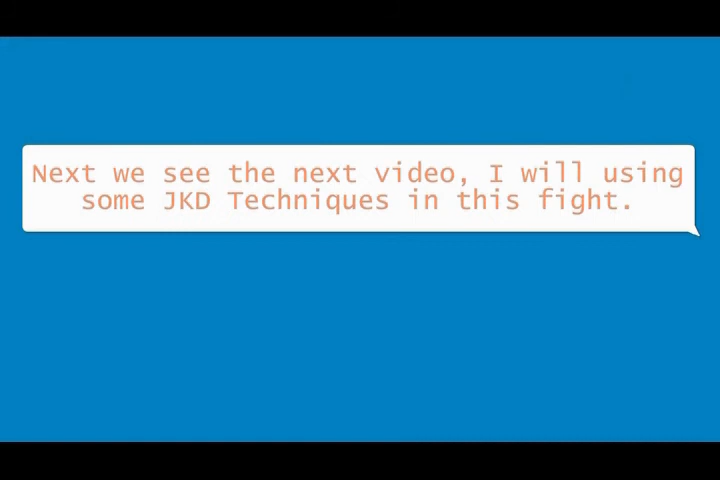 Next we see the next video, I will using
some JKD Techniques in this fight.